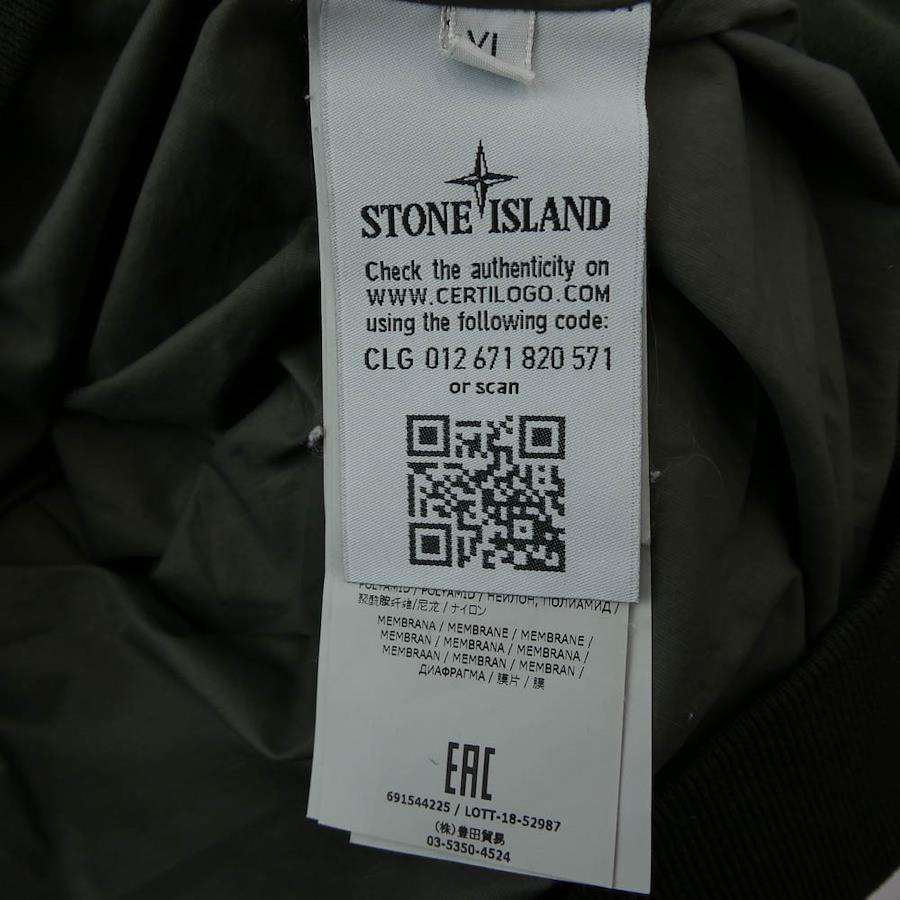 XL
STONE ISLAND
Check the authenticity on
WWW.CERTILOGO.COM
using the following code:
CLG 012 671 820 571
or scan
POLYAMID / POLYAMID / НЕЙЛОН, ПОЛИАМИД /
聚酰胺纤维/尼龙 / ナイロン
MEMBRANA / MEMBRANE / MEMBRANE /
MEMBRAN / MEMBRANA / MEMBRANA /
MEMBRAAN / MEMBRAN / MEMBRAN /
ДИАФРАГМА / 膜片 / 膜
EAC
691544225 / LOTT-18-52987
(株)豊田貿易
03-5350-4524